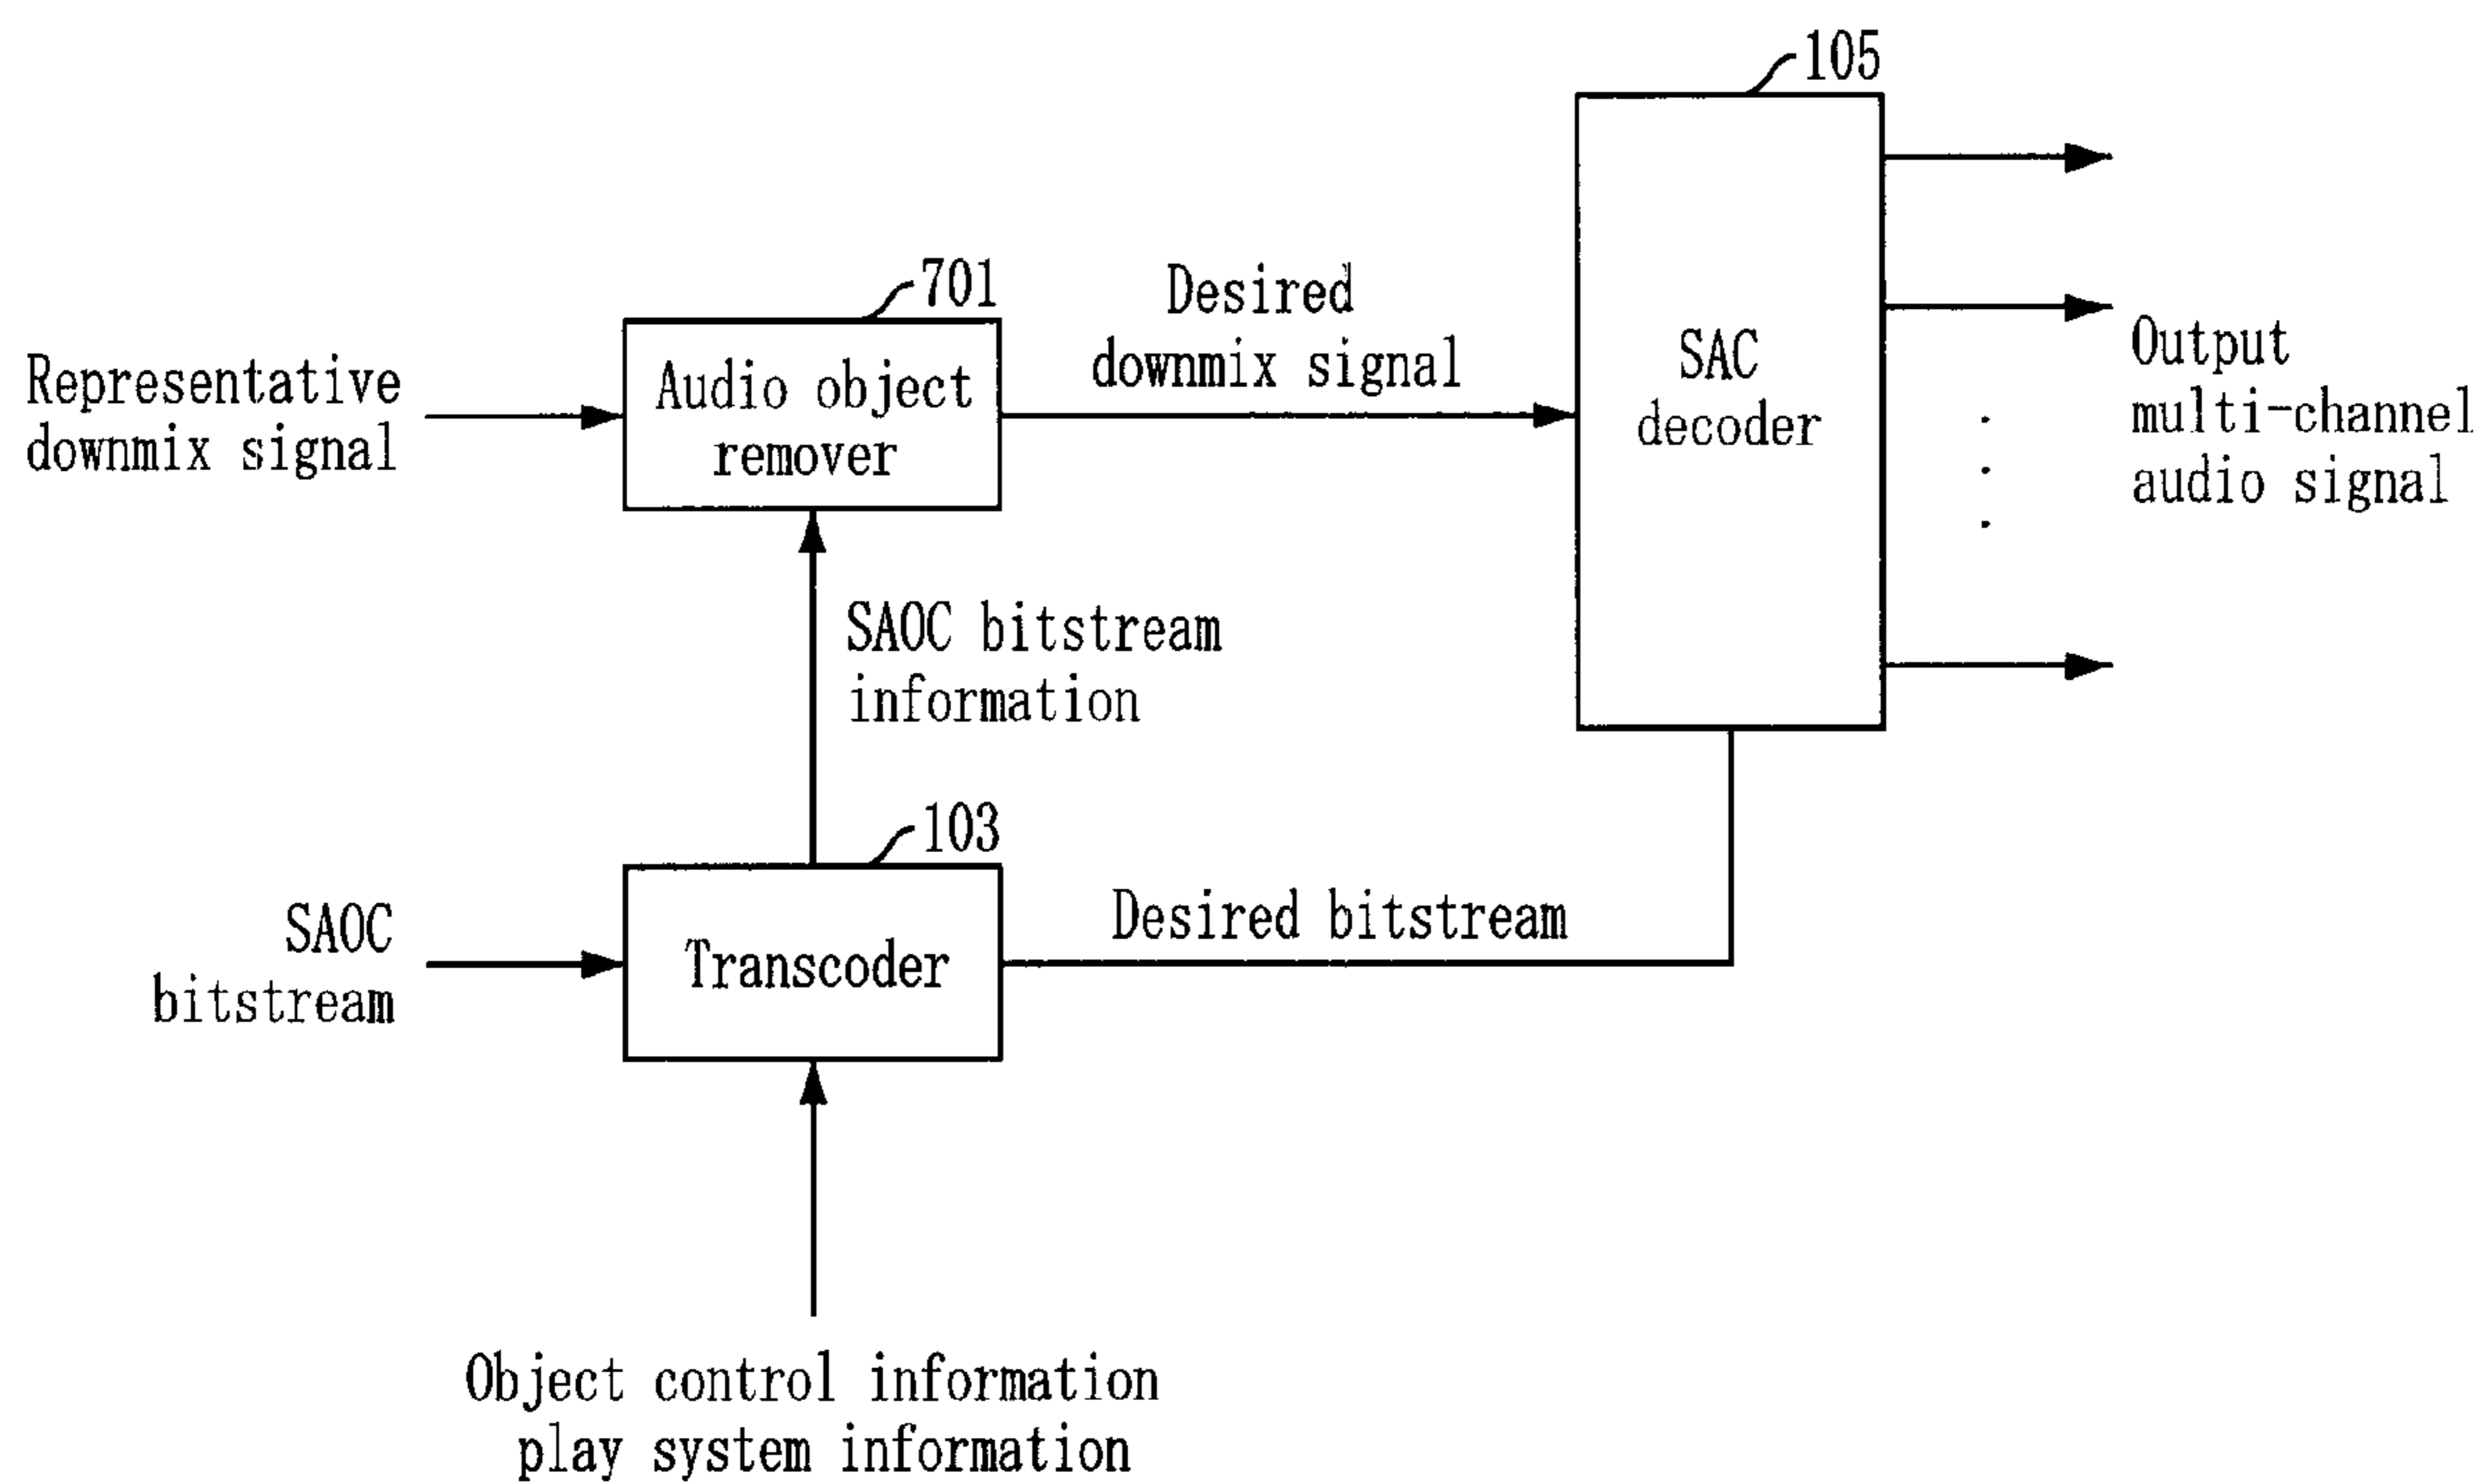 105
701
Desired
downmix signal
Representative
downmix signal
Audio object
remover
SAC
decoder
Output
multi-channel
audio signal
SAOC bitstream
information
103
SAOC
bitstream
Transcoder
Desired bitstream
Object control information
play system information